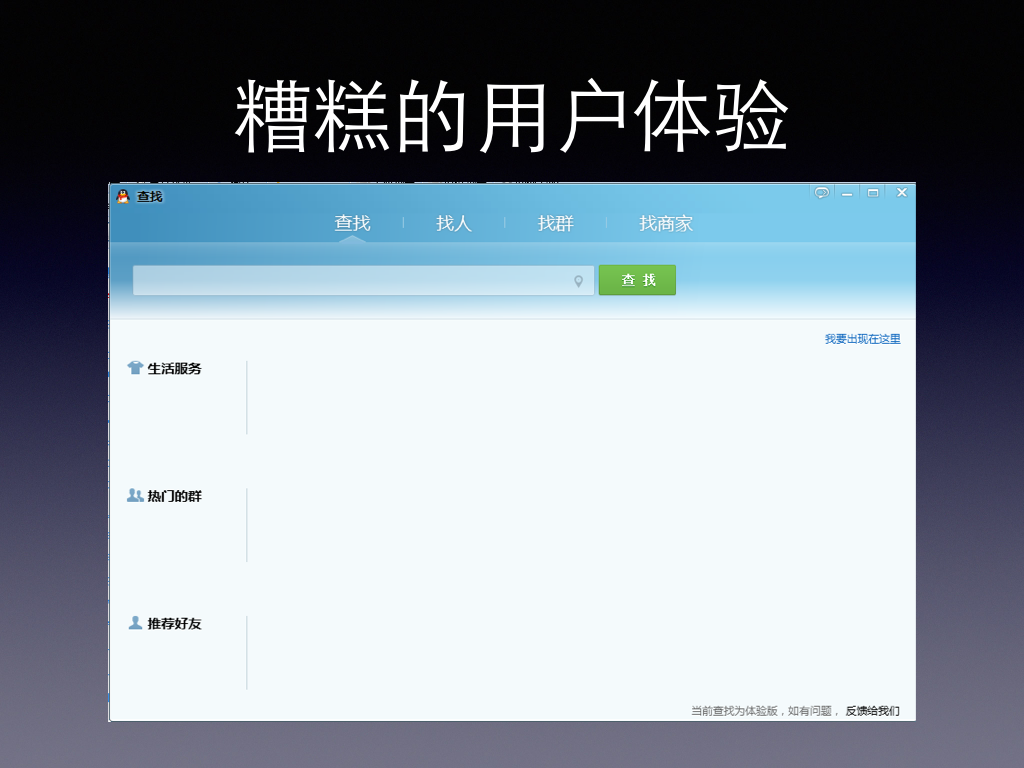 糟糕的用户体验
查找
查找 找人 找群 找商家
查 找
我要出现在这里
生活服务
热门的群
推荐好友
当前查找为体验版，如有问题， 反馈给我们